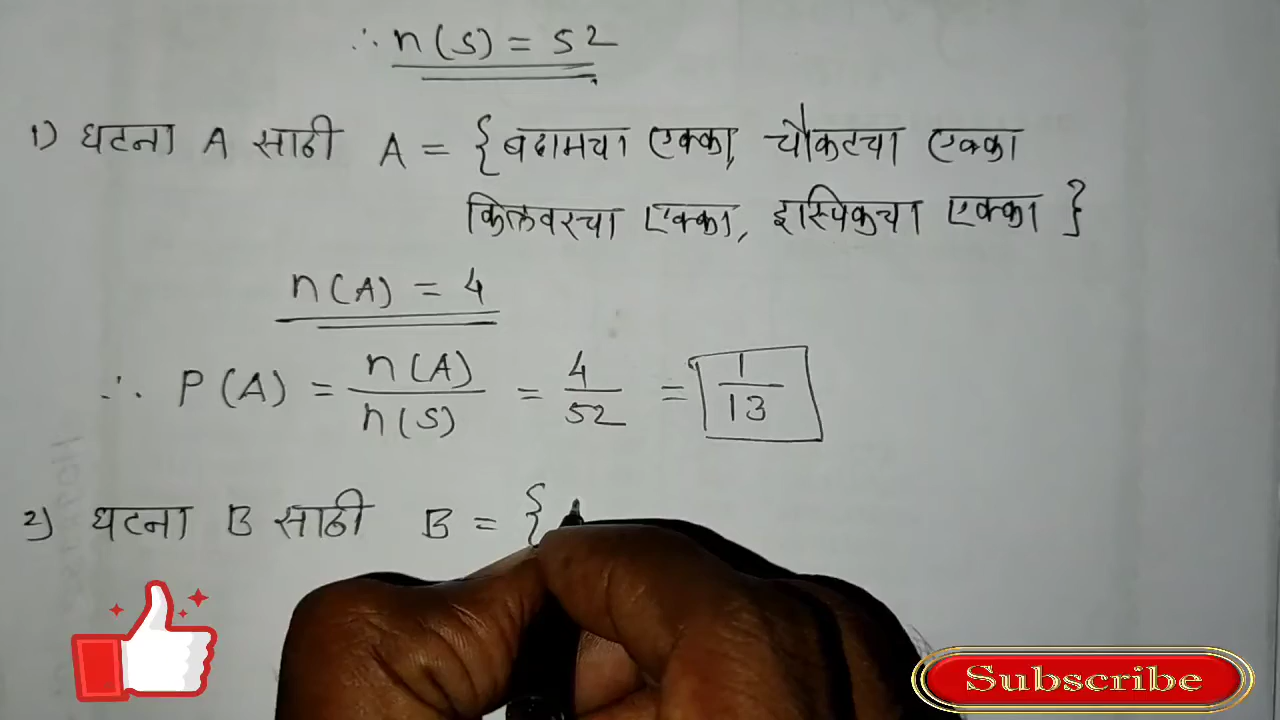 ∴ n(S) = 52
1) घटना A साठी A = {बदामचा एक्का, चौकटचा एक्का
किलवरचा एक्का, इस्पिकचा एक्का }
n(A) = 4
∴ P(A) = n(A)/n(S) = 4/52 = 1/13
2) घटना B साठी B = {
Subscribe